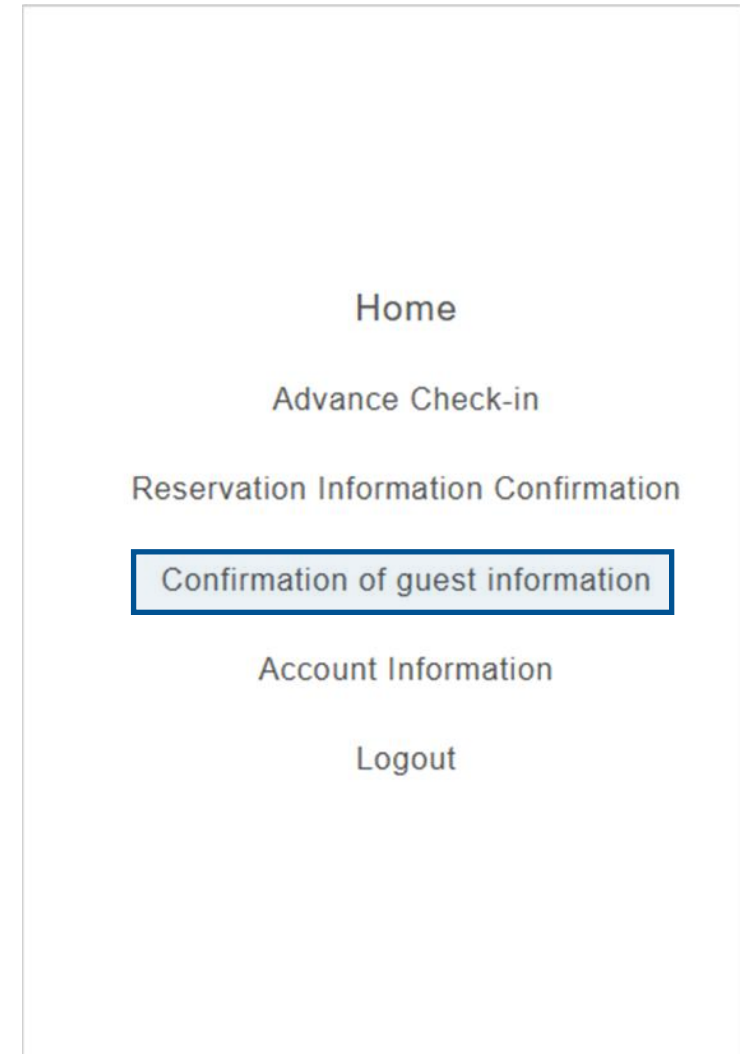 Home
Advance Check-in
Reservation Information Confirmation
Confirmation of guest information
Account Information
Logout